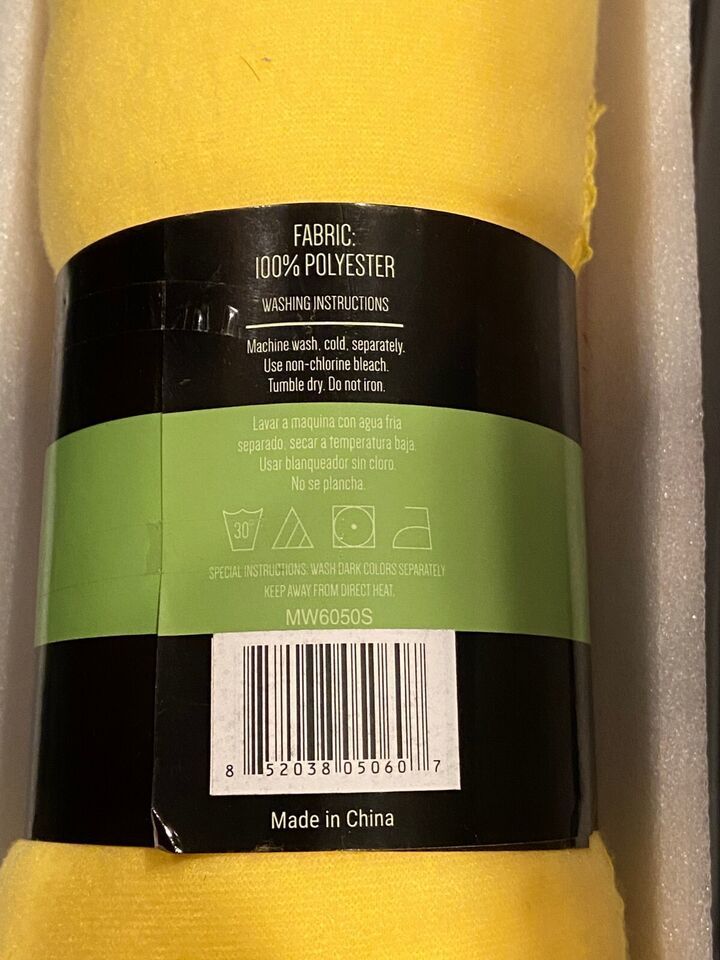 FABRIC:
100% POLYESTER
WASHING INSTRUCTIONS
Machine wash, cold, separately.
Use non-chlorine bleach.
Tumble dry. Do not iron.
Lavar a maquina con agua fria
separado, secar a temperatura baja.
Usar blanqueador sin cloro.
No se plancha.
30°
SPECIAL INSTRUCTIONS: WASH DARK COLORS SEPARATELY
KEEP AWAY FROM DIRECT HEAT.
MW6050S
8 52038 05060 7
Made in China